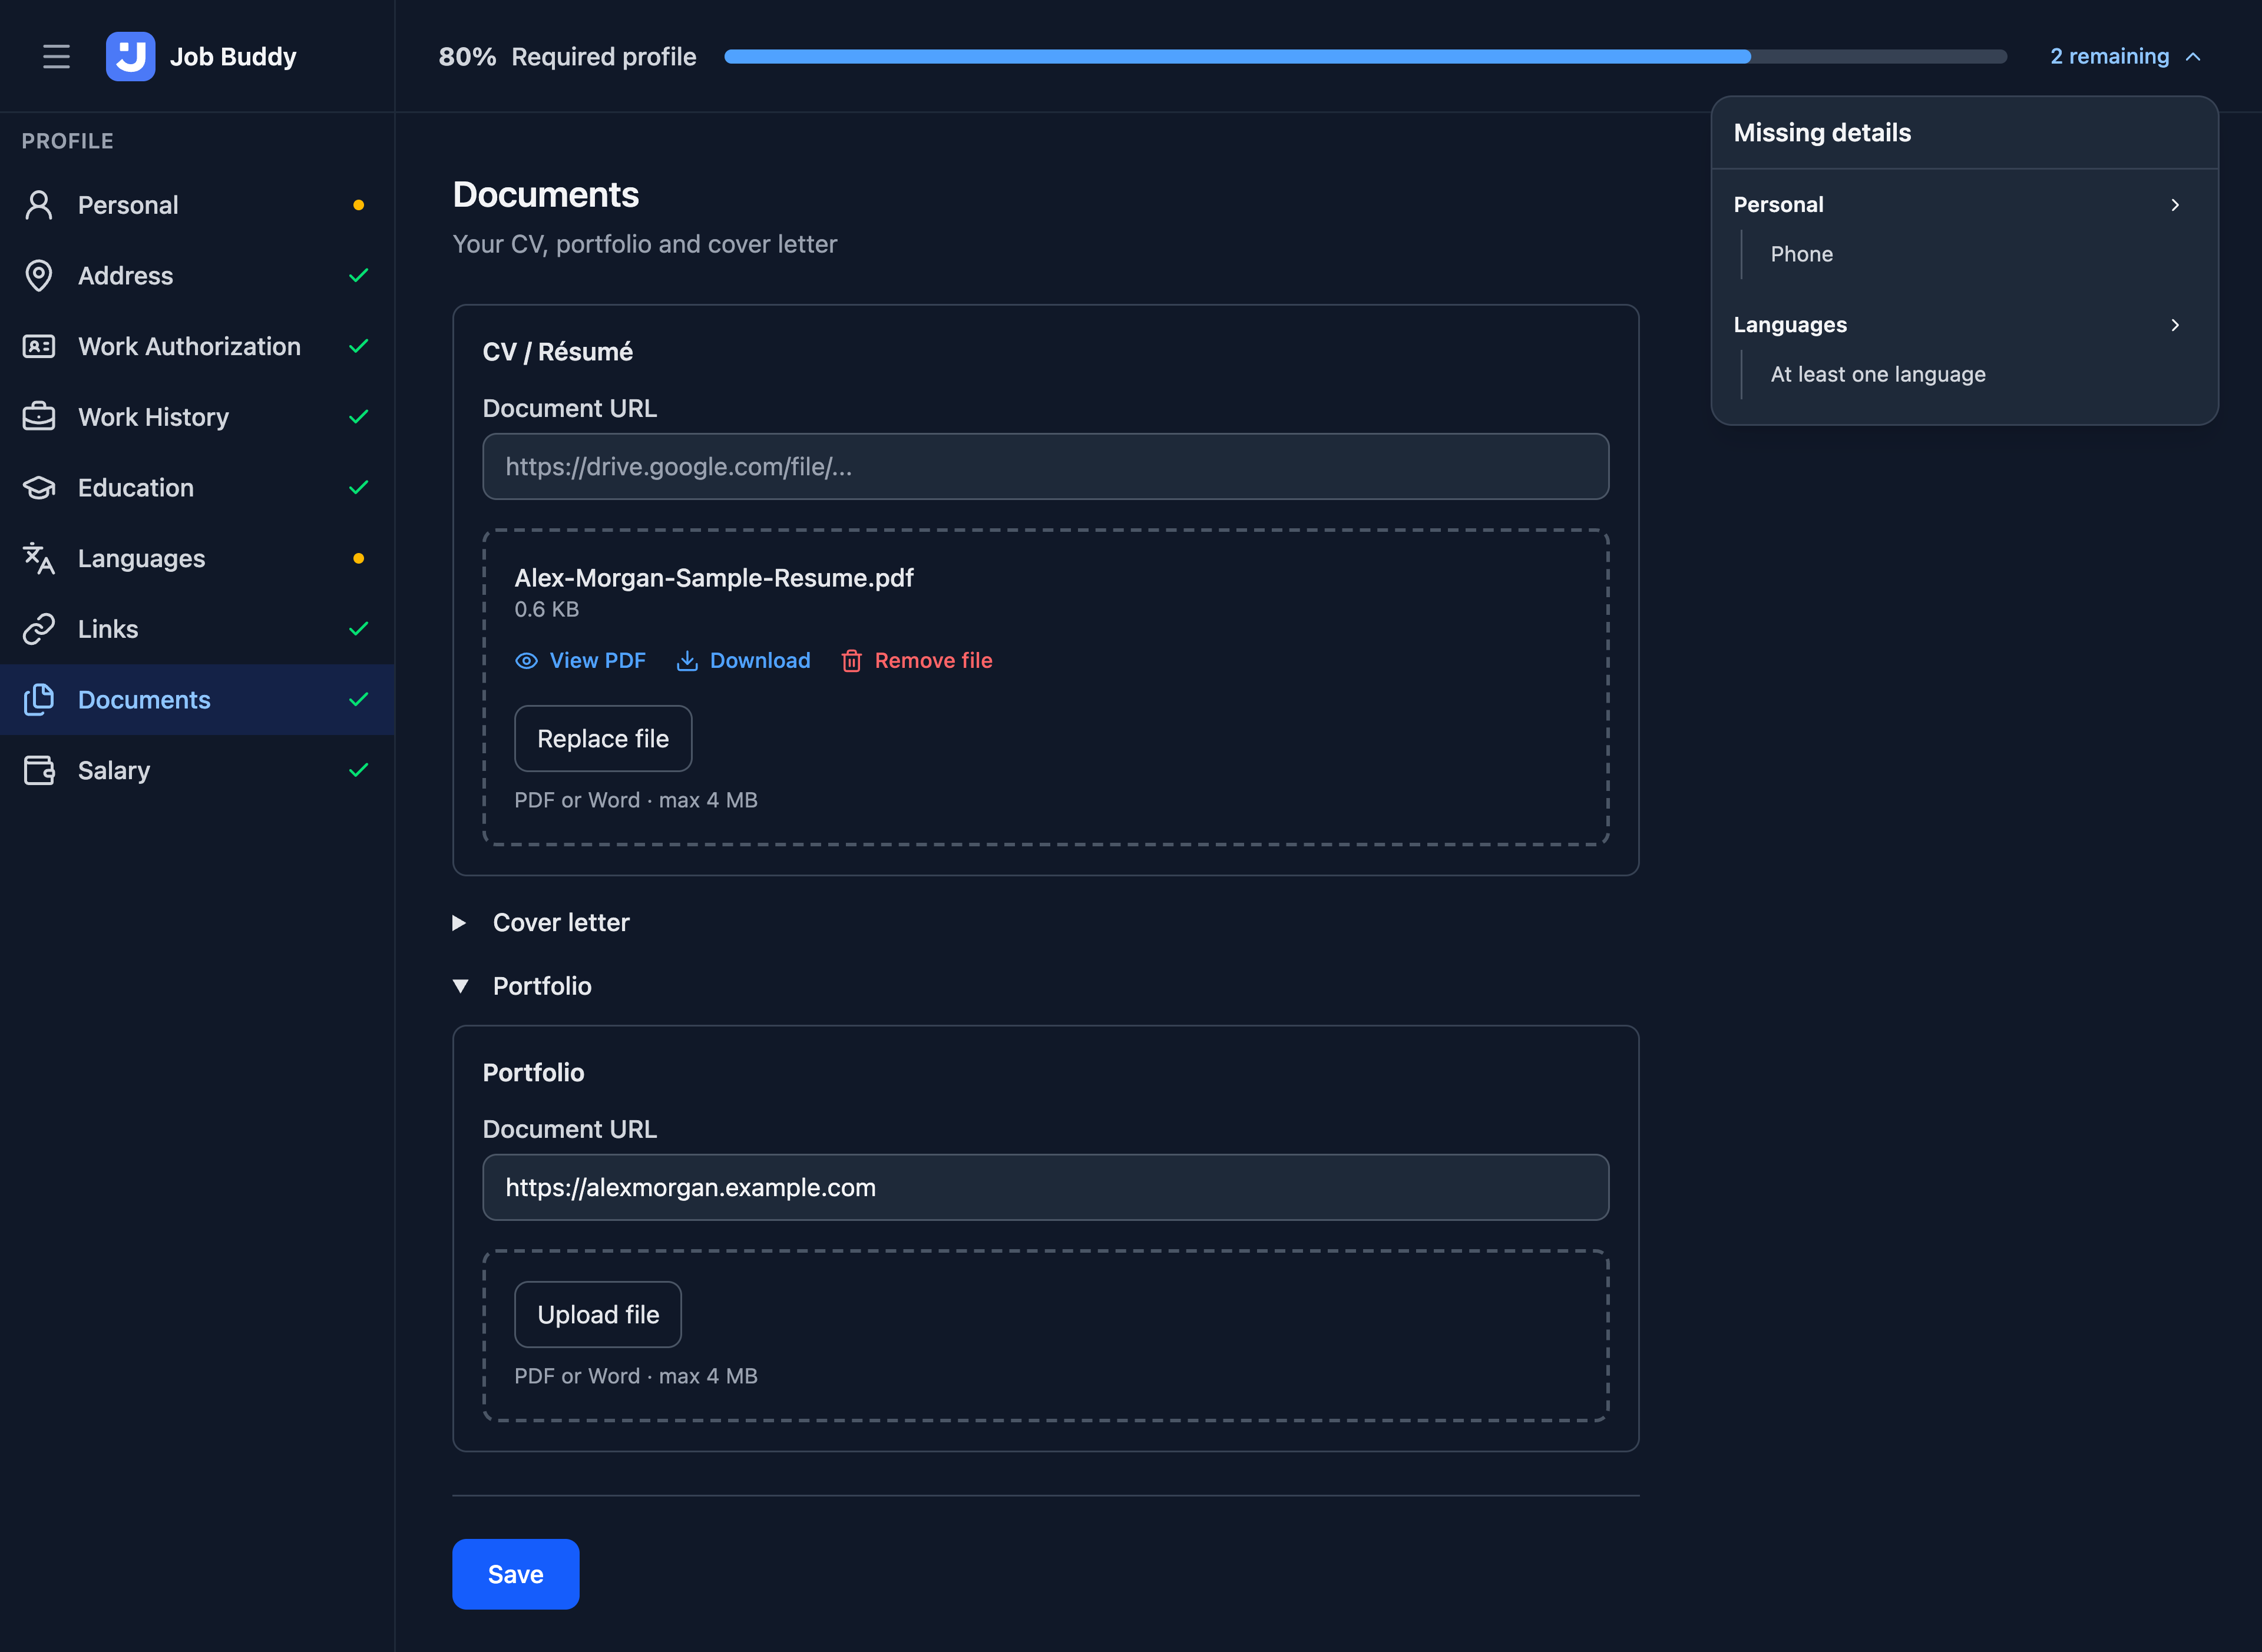 Job Buddy
80% Required profile
2 remaining
PROFILE
Personal
Address
Work Authorization
Work History
Education
Languages
Links
Documents
Salary
Documents
Your CV, portfolio and cover letter
CV / Résumé
Document URL
https://drive.google.com/file/...
Alex-Morgan-Sample-Resume.pdf
0.6 KB
View PDF
Download
Remove file
Replace file
PDF or Word · max 4 MB
Cover letter
Portfolio
Portfolio
Document URL
https://alexmorgan.example.com
Upload file
PDF or Word · max 4 MB
Save
Missing details
Personal
Phone
Languages
At least one language